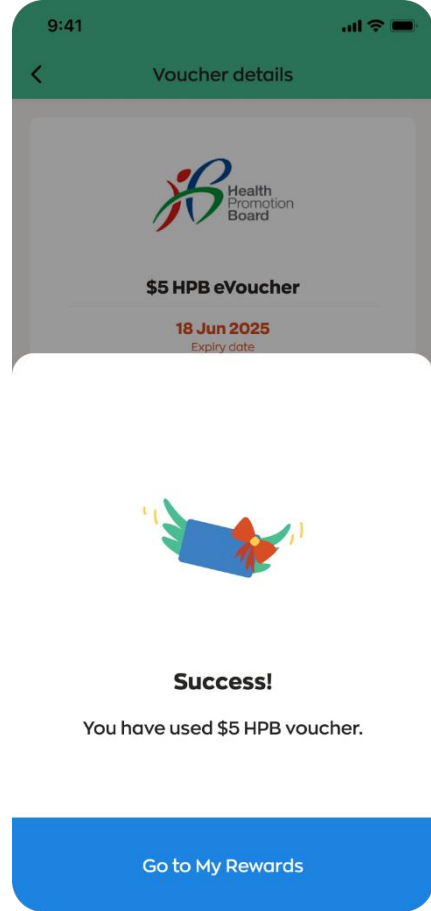 9:41
Voucher details
Health
Promotion
Board
$5 HPB eVoucher
18 Jun 2025
Expiry date
Success!
You have used $5 HPB voucher.
Go to My Rewards